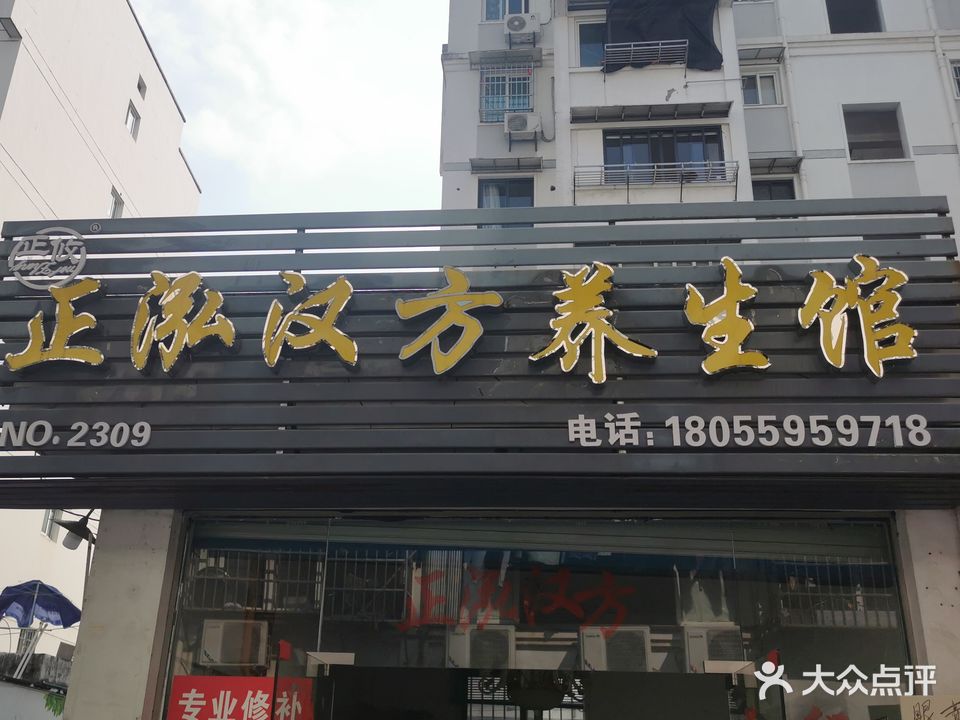 ®
正泓汉方养生馆
NO. 2309
电话: 18055959718
正泓汉方
专业修补
大众点评